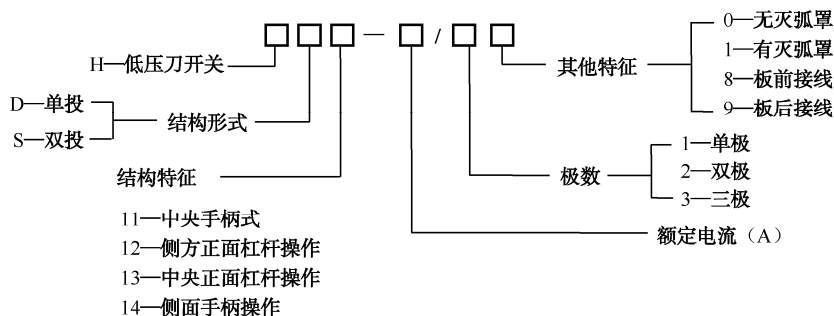 □□□—□/□□
H—低压刀开关
D—单投
S—双投
结构形式
结构特征
11—中央手柄式
12—侧方正面杠杆操作
13—中央正面杠杆操作
14—侧面手柄操作
其他特征
0—无灭弧罩
1—有灭弧罩
8—板前接线
9—板后接线
极数
1—单极
2—双极
3—三极
额定电流（A）